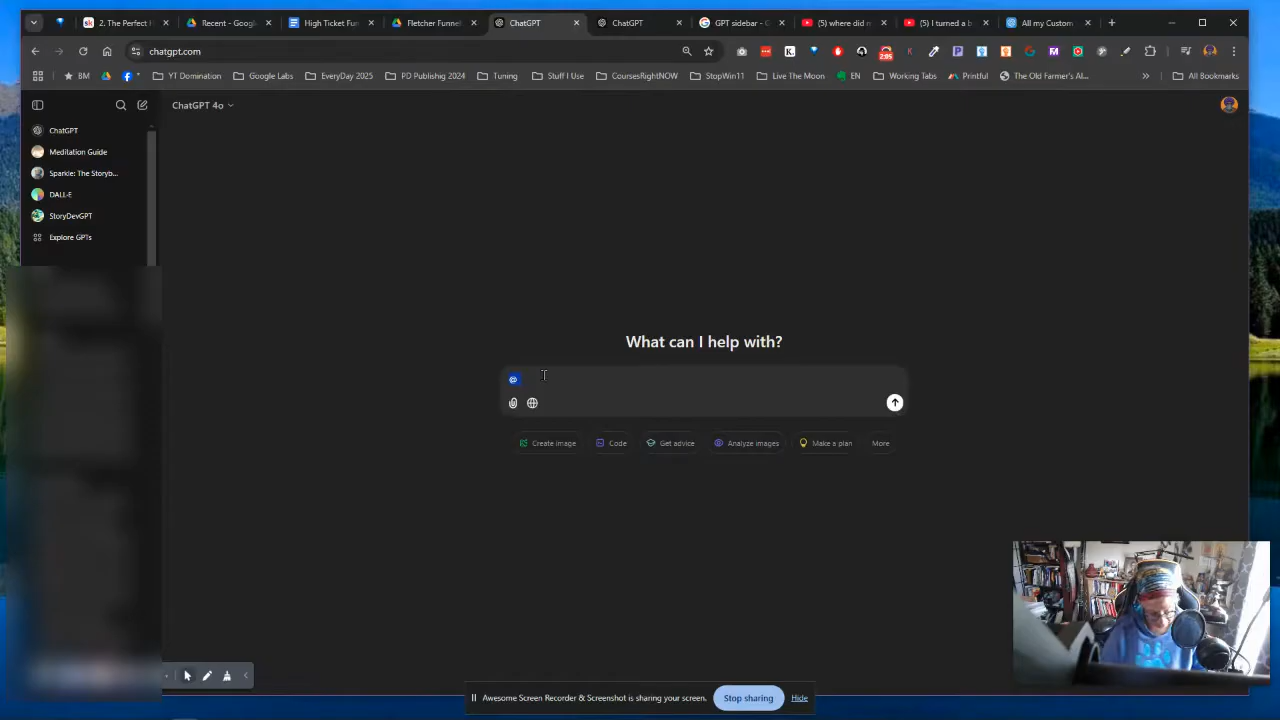 2. The Perfect H
Recent - Google
High Ticket Fun
Fletcher Funnel
ChatGPT
ChatGPT
GPT sidebar - G
(5) where did m
(5) I turned a b
All my Custom
chatgpt.com
2:05
BM
YT Domination
Google Labs
EveryDay 2025
PD Publishig 2024
Tuning
Stuff I Use
CoursesRightNOW
StopWin11
Live The Moon
EN
Working Tabs
Printful
The Old Farmer's Al...
All Bookmarks
ChatGPT 4o
ChatGPT
Meditation Guide
Sparkle: The Storyb...
DALL·E
StoryDevGPT
Explore GPTs
What can I help with?
@
Create image
Code
Get advice
Analyze images
Make a plan
More
Awesome Screen Recorder & Screenshot is sharing your screen.
Stop sharing
Hide